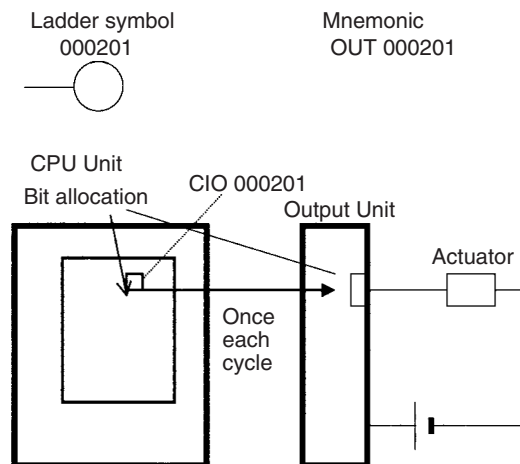 Ladder symbol
000201
Mnemonic
OUT 000201
CPU Unit
Bit allocation
CIO 000201
Output Unit
Actuator
Once
each
cycle